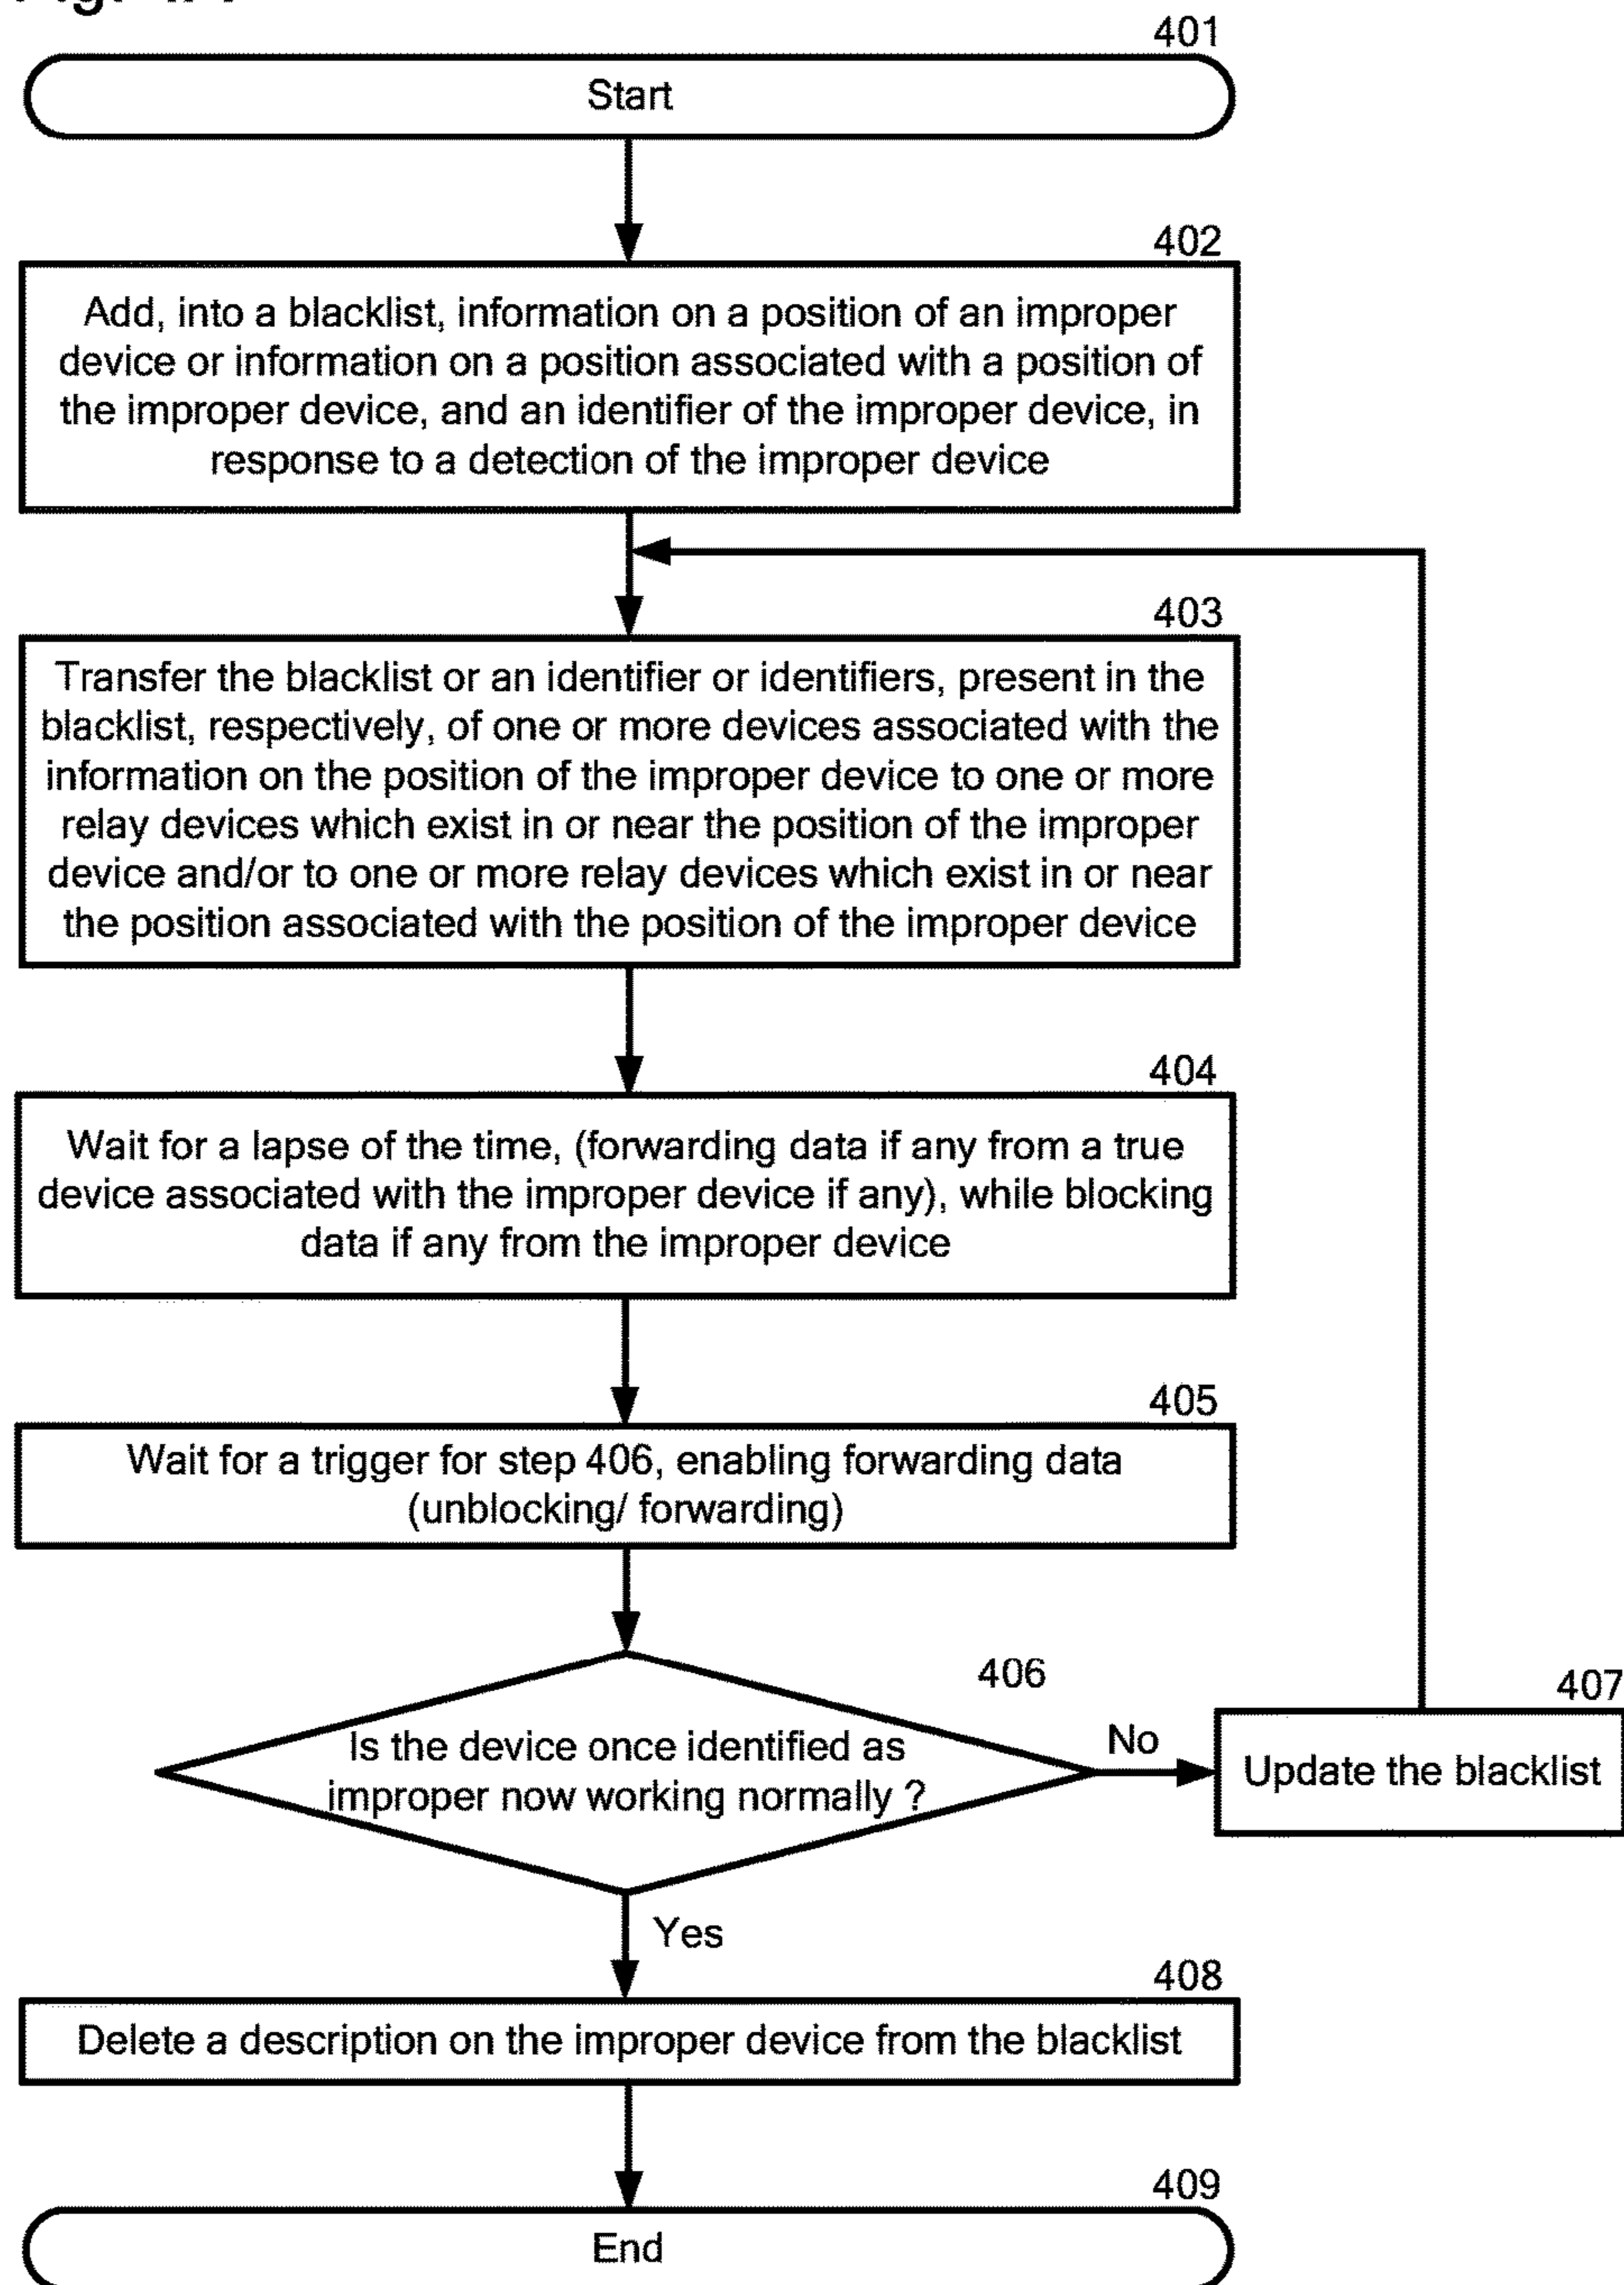 401
Start
402
Add, into a blacklist, information on a position of an improper
device or information on a position associated with a position of
the improper device, and an identifier of the improper device, in
response to a detection of the improper device
403
Transfer the blacklist or an identifier or identifiers, present in the
blacklist, respectively, of one or more devices associated with the
information on the position of the improper device to one or more
relay devices which exist in or near the position of the improper
device and/or to one or more relay devices which exist in or near
the position associated with the position of the improper device
404
Wait for a lapse of the time, (forwarding data if any from a true
device associated with the improper device if any), while blocking
data if any from the improper device
405
Wait for a trigger for step 406, enabling forwarding data
(unblocking/ forwarding)
406
Is the device once identified as
improper now working normally ?
No
407
Update the blacklist
Yes
408
Delete a description on the improper device from the blacklist
409
End